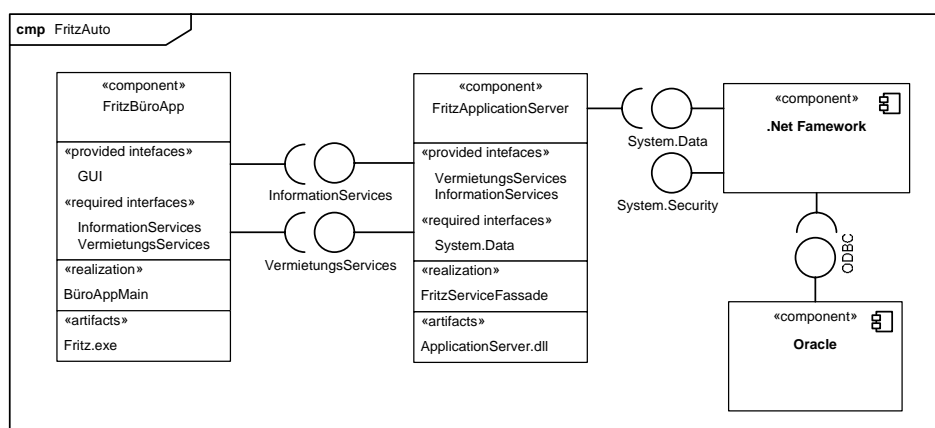 cmp FritzAuto
«component»
FritzBüroApp
«provided intefaces»
GUI
«required interfaces»
InformationServices
VermietungsServices
«realization»
BüroAppMain
«artifacts»
Fritz.exe
InformationServices
VermietungsServices
«component»
FritzApplicationServer
«provided intefaces»
VermietungsServices
InformationServices
«required interfaces»
System.Data
«realization»
FritzServiceFassade
«artifacts»
ApplicationServer.dll
System.Data
System.Security
«component»
.Net Famework
ODBC
«component»
Oracle